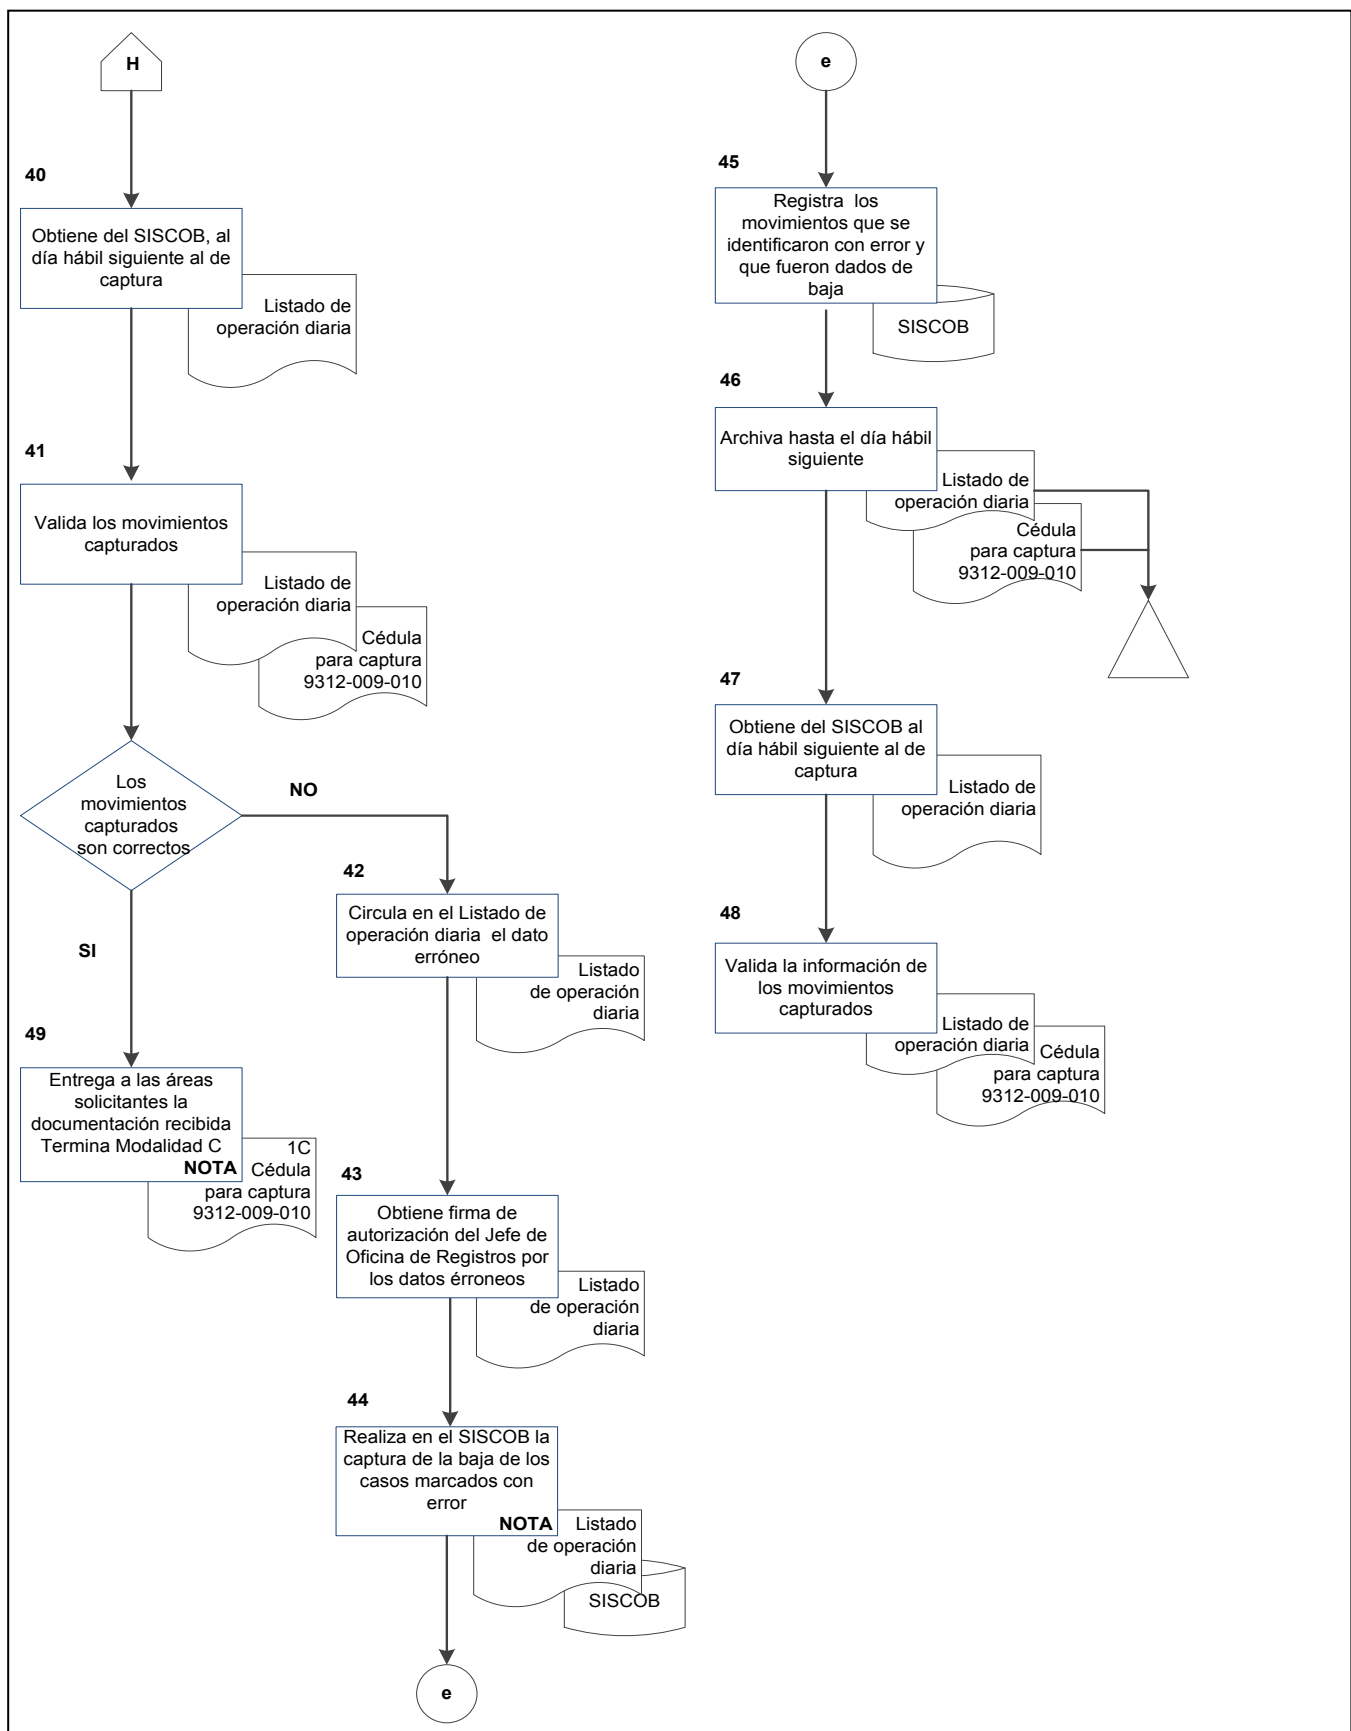 H
40
Obtiene del SISCOB, al
día hábil siguiente al de
captura
Listado de
operación diaria
41
Valida los movimientos
capturados
Listado de
operación diaria
Cédula
para captura
9312-009-010
Los
movimientos
capturados
son correctos
NO
SI
42
Circula en el Listado de
operación diaria el dato
erróneo
Listado
de operación
diaria
49
Entrega a las áreas
solicitantes la
documentación recibida
Termina Modalidad C
NOTA
1C
Cédula
para captura
9312-009-010
43
Obtiene firma de
autorización del Jefe de
Oficina de Registros por
los datos érroneos
Listado
de operación
diaria
44
Realiza en el SISCOB la
captura de la baja de los
casos marcados con
error
NOTA
Listado
de operación
diaria
SISCOB
e
e
45
Registra los
movimientos que se
identificaron con error y
que fueron dados de
baja
SISCOB
46
Archiva hasta el día hábil
siguiente
Listado de
operación diaria
Cédula
para captura
9312-009-010
47
Obtiene del SISCOB al
día hábil siguiente al de
captura
Listado de
operación diaria
48
Valida la información de
los movimientos
capturados
Listado de
operación diaria
Cédula
para captura
9312-009-010